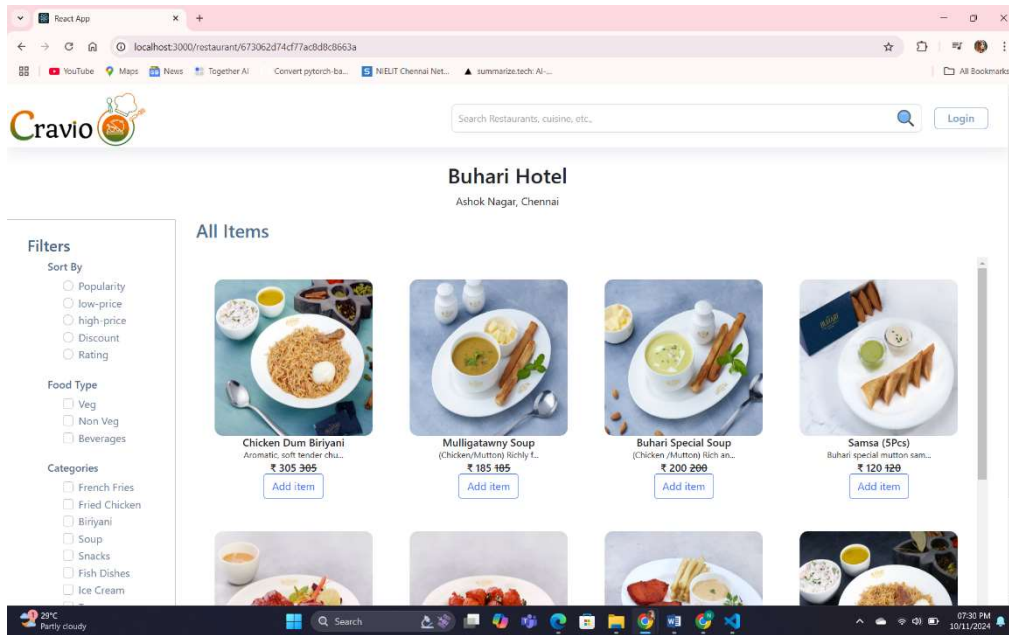 React App
localhost:3000/restaurant/673062d74cf77ac8d8c8663a
YouTube Maps News Together AI Convert pytorch-ba... NIELIT Chennai Net... summarize.tech: AI-... All Bookmarks
Cravio
Search Restaurants, cuisine, etc.,
Login
Buhari Hotel
Ashok Nagar, Chennai
Filters
Sort By
Popularity
low-price
high-price
Discount
Rating
Food Type
Veg
Non Veg
Beverages
Categories
French Fries
Fried Chicken
Biriyani
Soup
Snacks
Fish Dishes
Ice Cream
All Items
Chicken Dum Biriyani
Aromatic, soft tender chu...
₹ 305 305
Add item
Mulligatawny Soup
(Chicken/Mutton) Richly f...
₹ 185 185
Add item
Buhari Special Soup
(Chicken /Mutton) Rich an...
₹ 200 200
Add item
Samsa (5Pcs)
Buhari special mutton sam...
₹ 120 120
Add item
29°C
Partly cloudy
Search
07:30 PM
10/11/2024